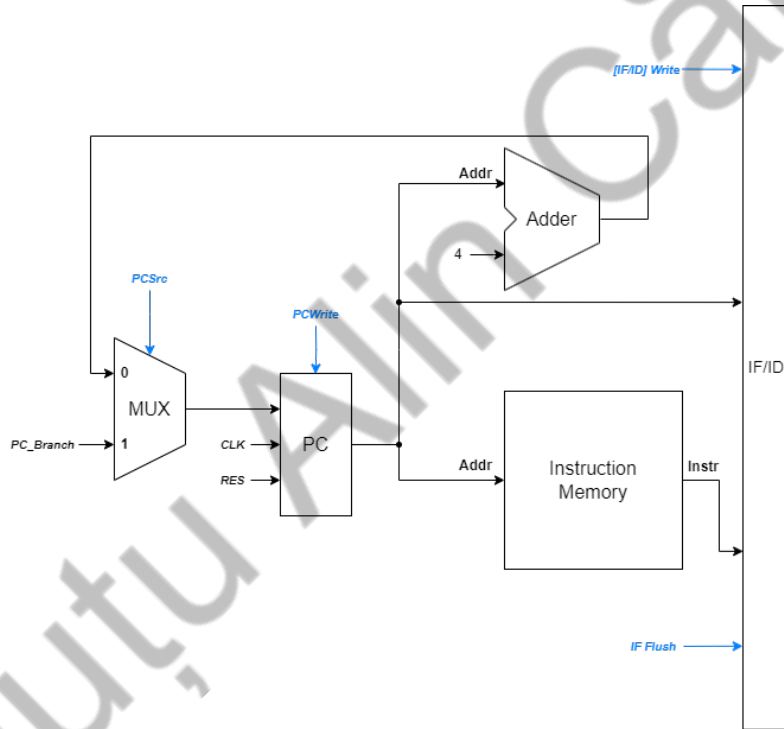 [IF/ID] Write
Addr
Adder
4
PCSrc
PCWrite
IF/ID
0
MUX
PC_Branch
1
CLK
PC
RES
Addr
Instruction
Memory
Instr
IF Flush